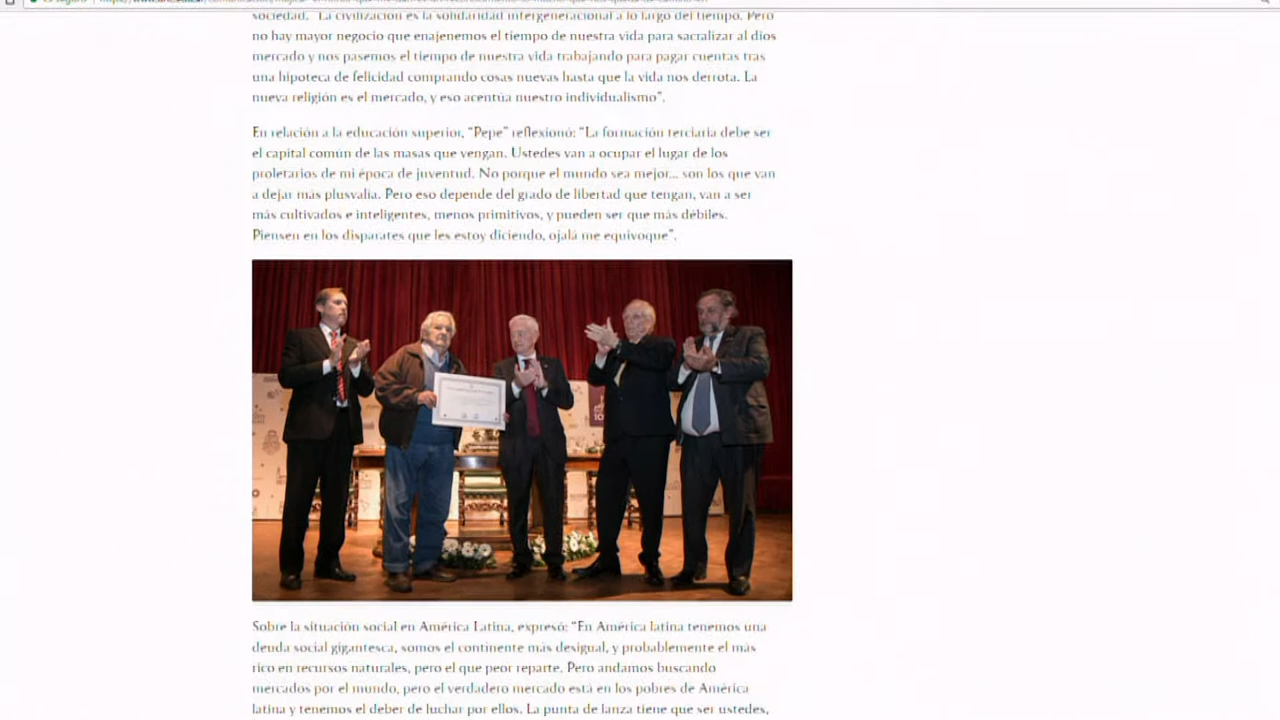 sociedad. "La civilización es la solidaridad intergeneracional a lo largo del tiempo. Pero
no hay mayor negocio que enajenemos el tiempo de nuestra vida para sacralizar al dios
mercado y nos pasemos el tiempo de nuestra vida trabajando para pagar cuentas tras
una hipoteca de felicidad comprando cosas nuevas hasta que la vida nos derrota. La
nueva religión es el mercado, y eso acentúa nuestro individualismo".
En relación a la educación superior, "Pepe" reflexionó: "La formación terciaria debe ser
el capital común de las masas que vengan. Ustedes van a ocupar el lugar de los
proletarios de mi época de juventud. No porque el mundo sea mejor... son los que van
a dejar más plusvalía. Pero eso depende del grado de libertad que tengan, van a ser
más cultivados e inteligentes, menos primitivos, y pueden ser que más débiles.
Piensen en los disparates que les estoy diciendo, ojalá me equivoque".
Sobre la situación social en América Latina, expresó: "En América latina tenemos una
deuda social gigantesca, somos el continente más desigual, y probablemente el más
rico en recursos naturales, pero el que peor reparte. Pero andamos buscando
mercados por el mundo, pero el verdadero mercado está en los pobres de América
latina y tenemos el deber de luchar por ellos. La punta de lanza tiene que ser ustedes,